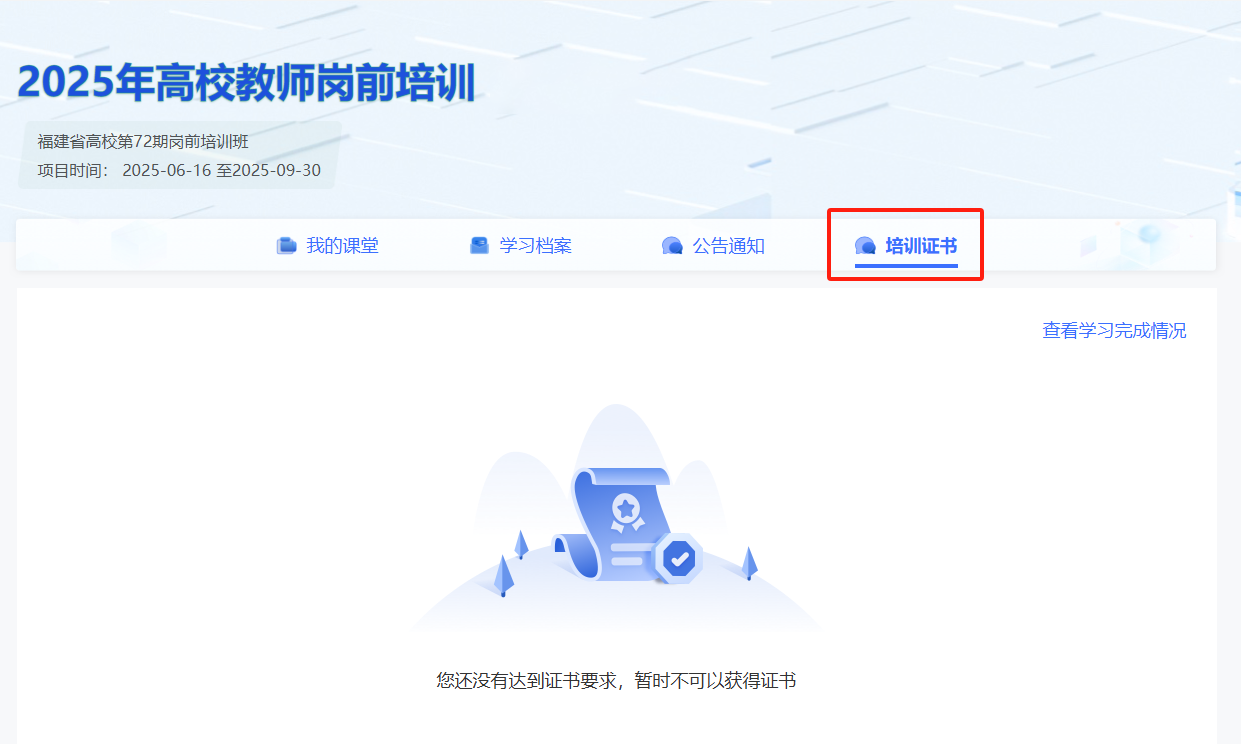 2025年高校教师岗前培训
福建省高校第72期岗前培训班
项目时间： 2025-06-16 至2025-09-30
我的课堂 学习档案 公告通知 培训证书
查看学习完成情况
您还没有达到证书要求，暂时不可以获得证书